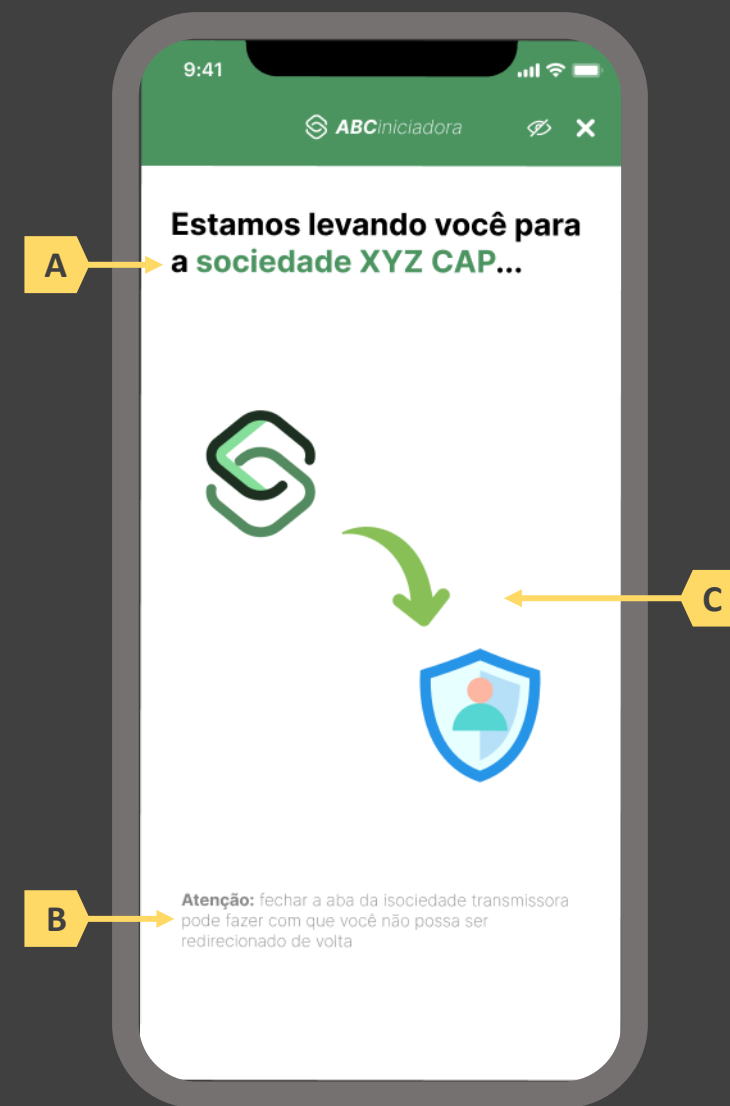 9:41
ABCiniciadora
Estamos levando você para
a sociedade XYZ CAP...
A
C
Atenção: fechar a aba da isociedade transmissora
pode fazer com que você não possa ser
redirecionado de volta
B